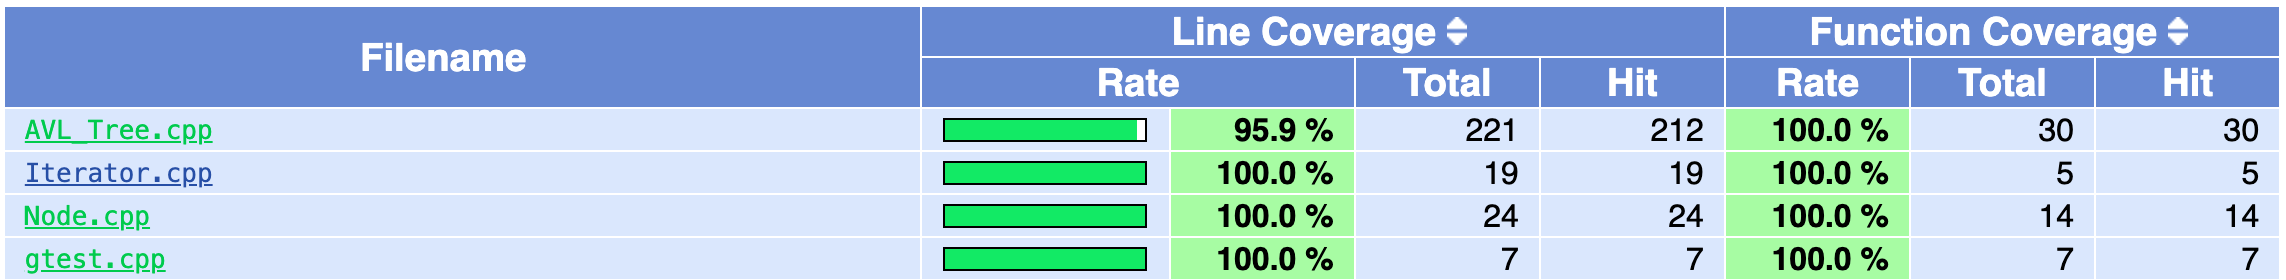 Filename Line Coverage Function Coverage
Rate Total Hit Rate Total Hit
AVL_Tree.cpp 95.9 % 221 212 100.0 % 30 30
Iterator.cpp 100.0 % 19 19 100.0 % 5 5
Node.cpp 100.0 % 24 24 100.0 % 14 14
gtest.cpp 100.0 % 7 7 100.0 % 7 7